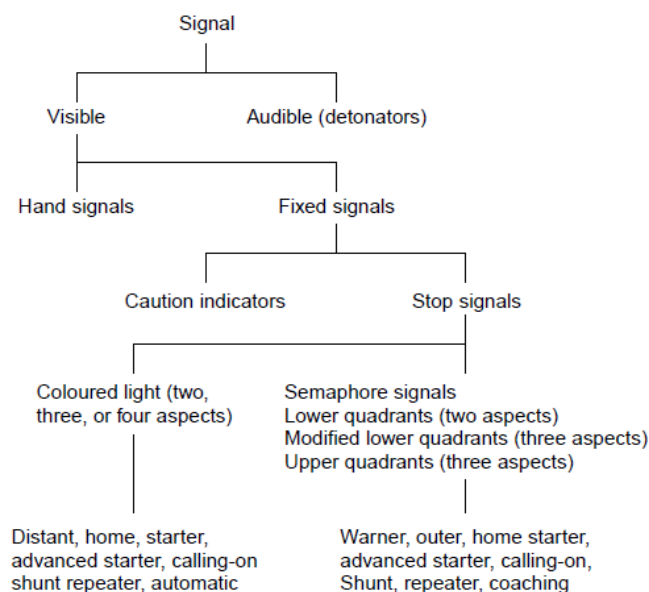 Signal
Visible
Audible (detonators)
Hand signals
Fixed signals
Caution indicators
Stop signals
Coloured light (two,
three, or four aspects)
Semaphore signals
Lower quadrants (two aspects)
Modified lower quadrants (three aspects)
Upper quadrants (three aspects)
Distant, home, starter,
advanced starter, calling-on
shunt repeater, automatic
Warner, outer, home starter,
advanced starter, calling-on,
Shunt, repeater, coaching